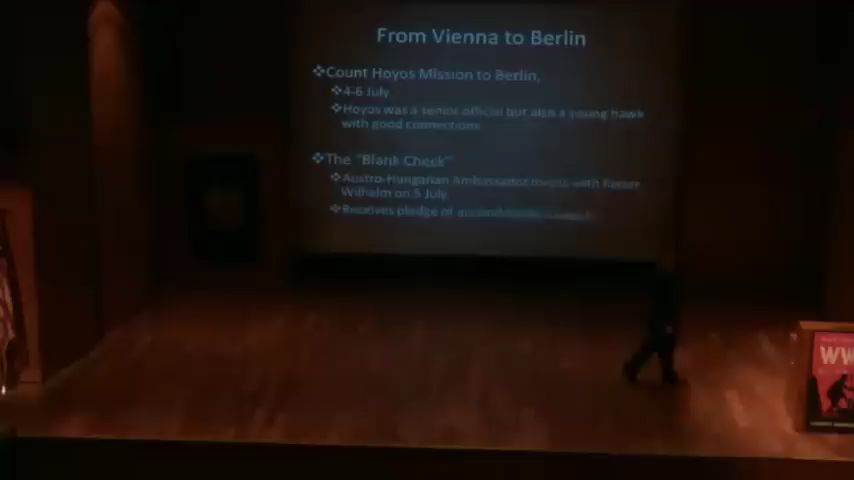 From Vienna to Berlin
❖Count Hoyos Mission to Berlin,
❖4-6 July
❖Hoyos was a senior official but also a young hawk
with good connections
❖The "Blank Check"
❖Austro-Hungarian Ambassador meets with Kaiser
Wilhelm on 5 July
❖Receives pledge of
WW